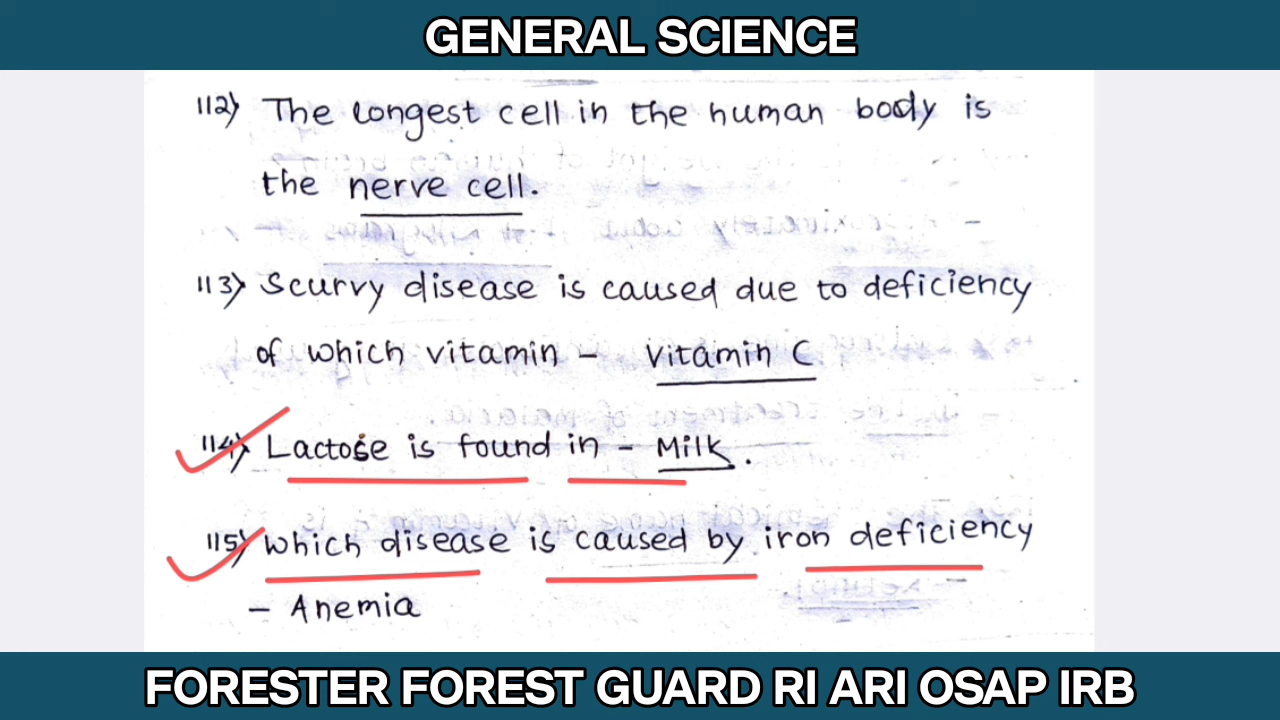 GENERAL SCIENCE
112) The longest cell in the human body is
the nerve cell.
113) Scurvy disease is caused due to deficiency
of which vitamin - Vitamin C
114) Lactose is found in - Milk.
115) Which disease is caused by iron deficiency
- Anemia
FORESTER FOREST GUARD RI ARI OSAP IRB